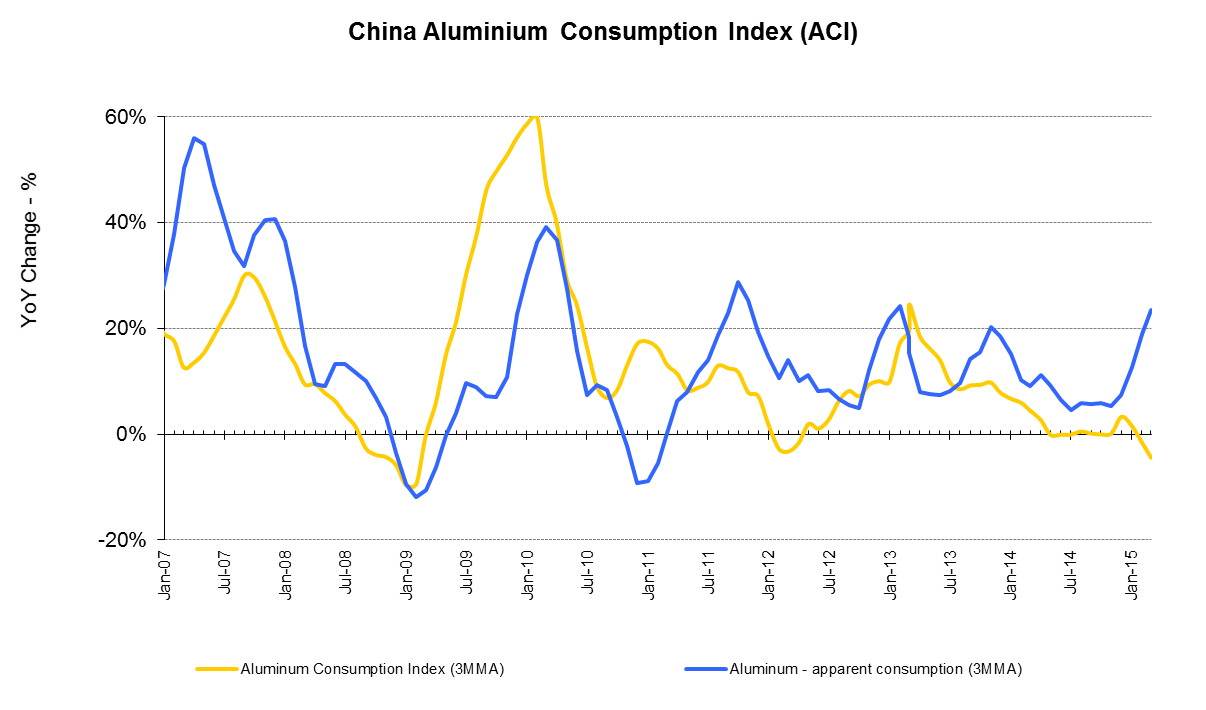 China Aluminium Consumption Index (ACI)
YoY Change - %
60%
40%
20%
0%
-20%
Jan-07
Jul-07
Jan-08
Jul-08
Jan-09
Jul-09
Jan-10
Jul-10
Jan-11
Jul-11
Jan-12
Jul-12
Jan-13
Jul-13
Jan-14
Jul-14
Jan-15
Aluminum Consumption Index (3MMA)
Aluminum - apparent consumption (3MMA)